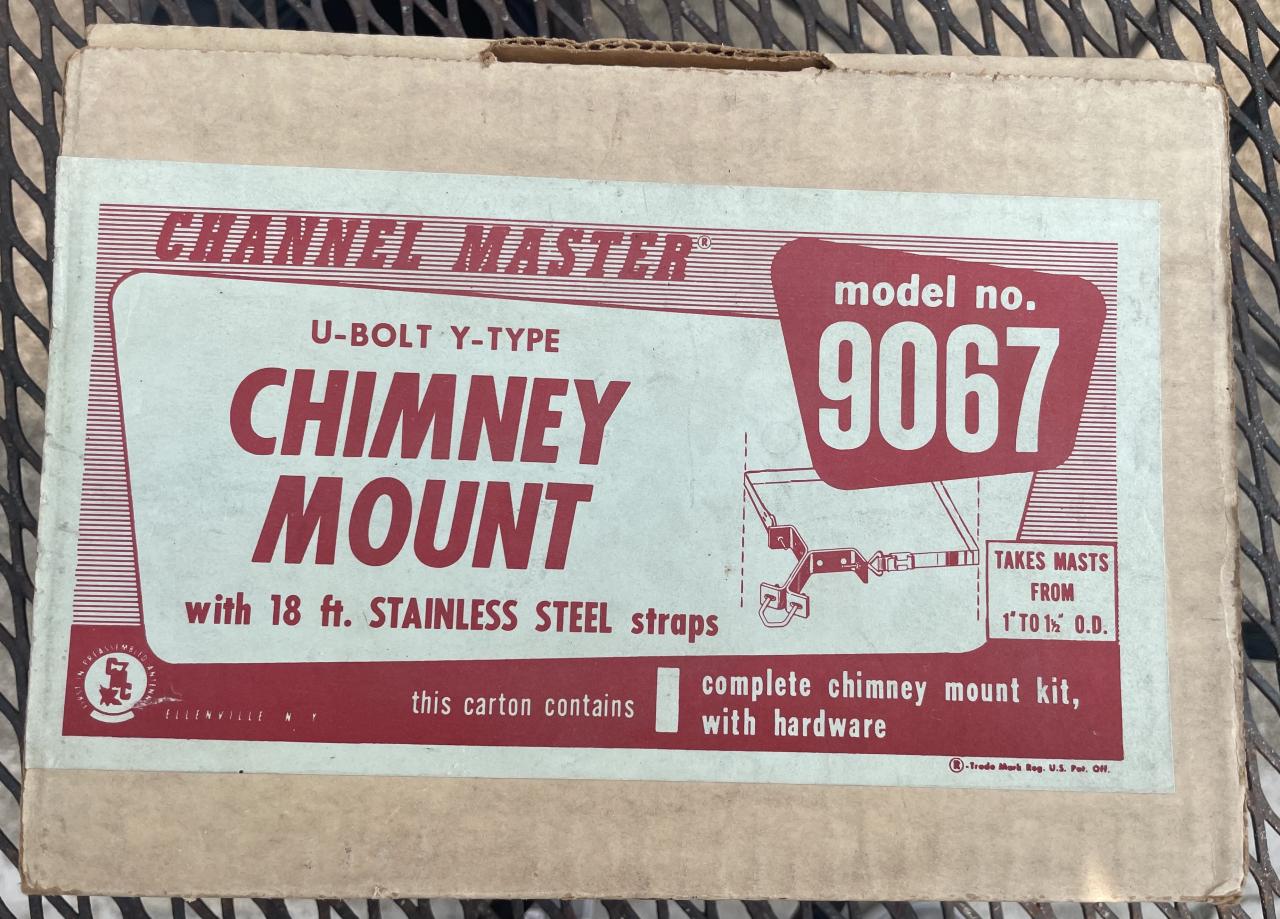 CHANNEL MASTER®
model no.
9067
U-BOLT Y-TYPE
CHIMNEY
MOUNT
with 18 ft. STAINLESS STEEL straps
TAKES MASTS
FROM
1" TO 1½" O.D.
ELLENVILLE N Y
this carton contains
complete chimney mount kit,
with hardware
®-Trade Mark Reg. U.S. Pat. Off.